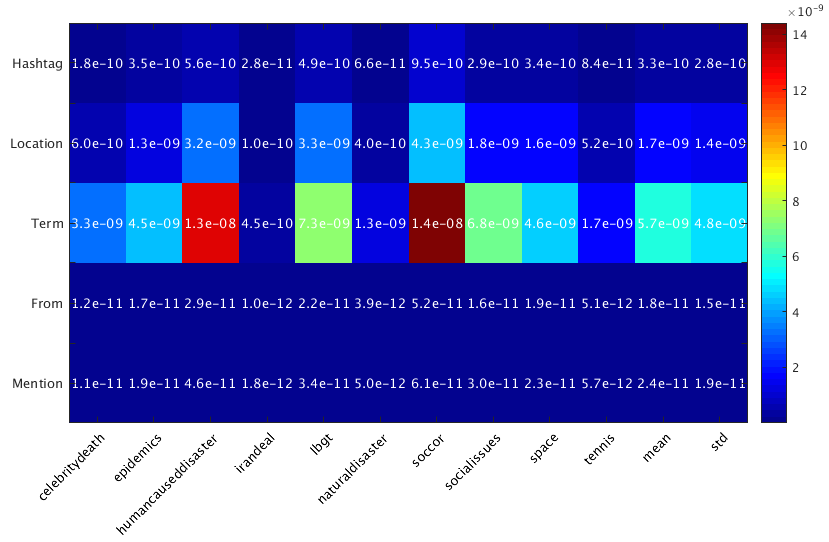 ×10⁻⁹
Hashtag 1.8e-10 3.5e-10 5.6e-10 2.8e-11 4.9e-10 6.6e-11 9.5e-10 2.9e-10 3.4e-10 8.4e-11 3.3e-10 2.8e-10
Location 6.0e-10 1.3e-09 3.2e-09 1.0e-10 3.3e-09 4.0e-10 4.3e-09 1.8e-09 1.6e-09 5.2e-10 1.7e-09 1.4e-09
Term 3.3e-09 4.5e-09 1.3e-08 4.5e-10 7.3e-09 1.3e-09 1.4e-08 6.8e-09 4.6e-09 1.7e-09 5.7e-09 4.8e-09
From 1.2e-11 1.7e-11 2.9e-11 1.0e-12 2.2e-11 3.9e-12 5.2e-11 1.6e-11 1.9e-11 5.1e-12 1.8e-11 1.5e-11
Mention 1.1e-11 1.9e-11 4.6e-11 1.8e-12 3.4e-11 5.0e-12 6.1e-11 3.0e-11 2.3e-11 5.7e-12 2.4e-11 1.9e-11
celebritydeath
epidemics
humancauseddisaster
irandeal
lbgt
naturaldisaster
soccor
socialissues
space
tennis
mean
std
14
12
10
8
6
4
2